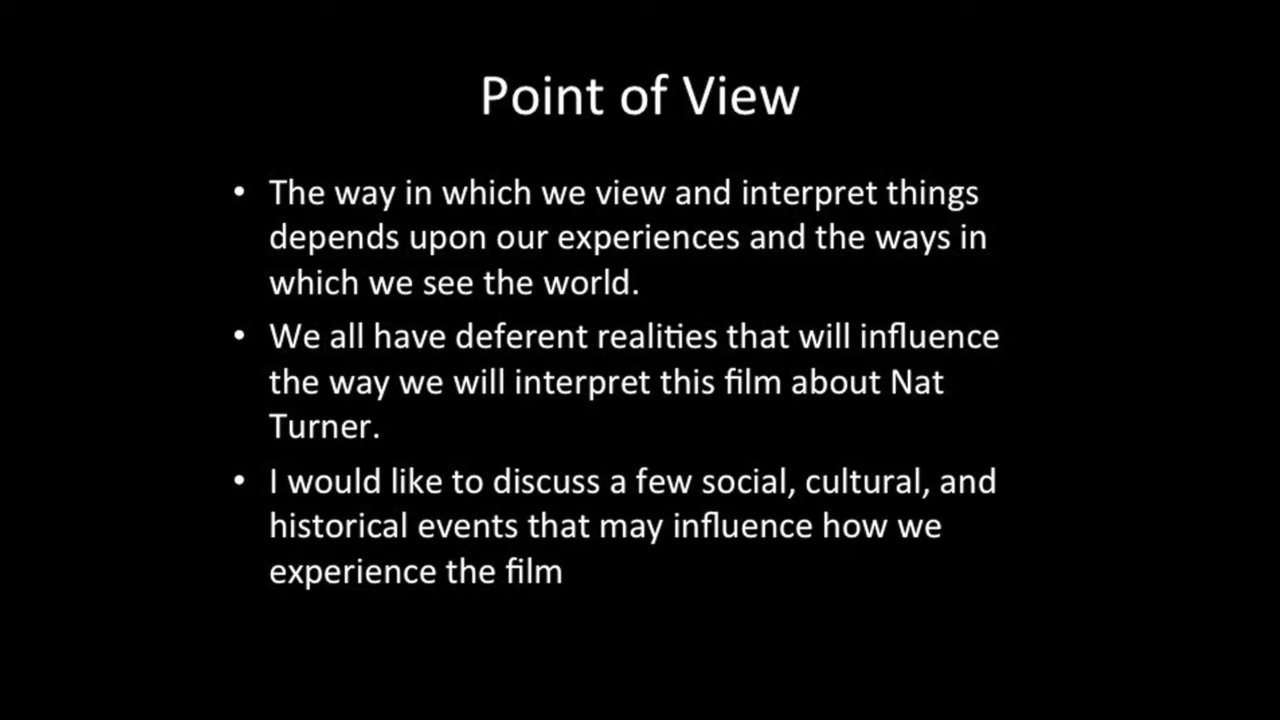 Point of View
• The way in which we view and interpret things
depends upon our experiences and the ways in
which we see the world.
• We all have deferent realities that will influence
the way we will interpret this film about Nat
Turner.
• I would like to discuss a few social, cultural, and
historical events that may influence how we
experience the film